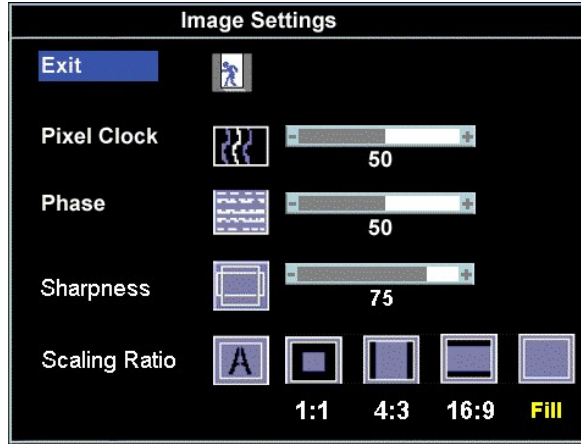 Image Settings
Exit
Pixel Clock
- +
50
Phase
- +
50
Sharpness
- +
75
Scaling Ratio
A
1:1 4:3 16:9 Fill